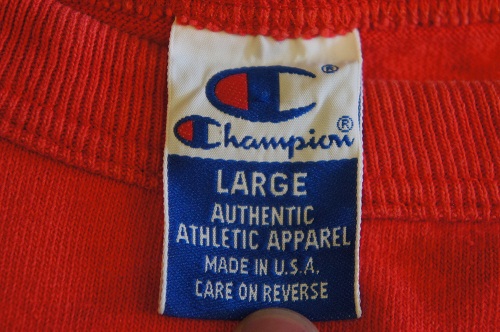 Champion®
LARGE
AUTHENTIC
ATHLETIC APPAREL
MADE IN U.S.A.
CARE ON REVERSE